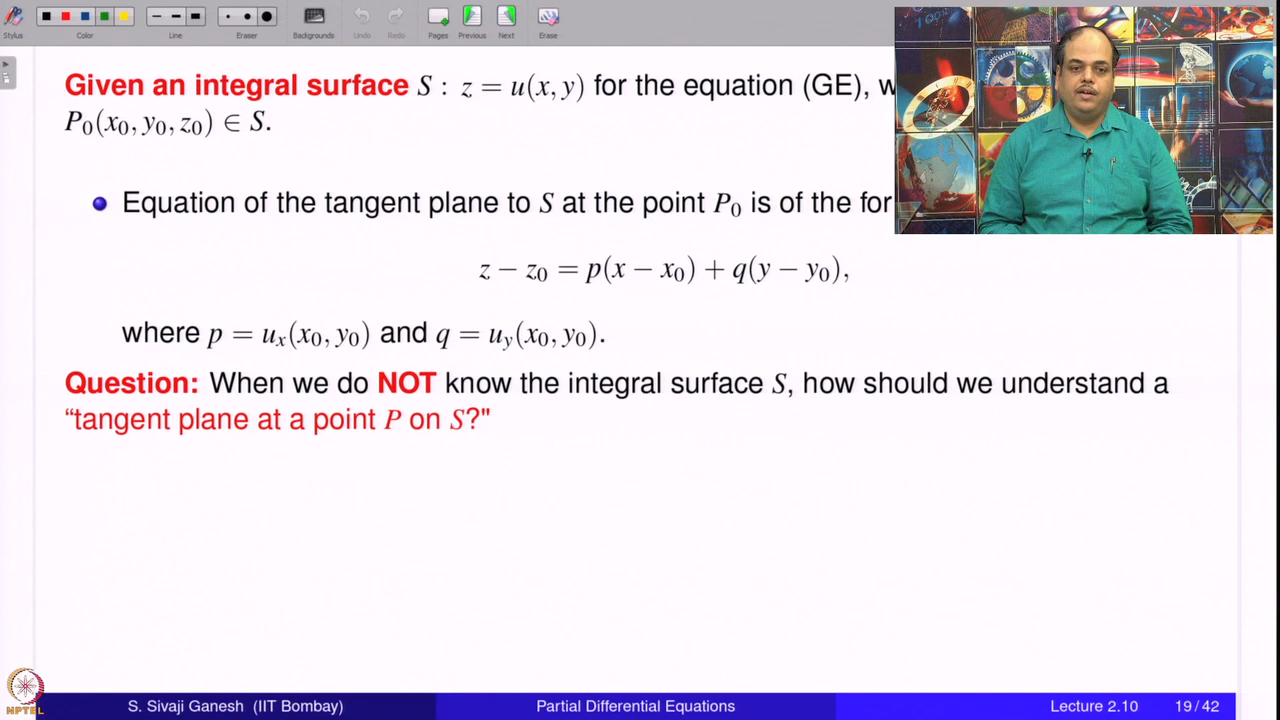 Stylus
Color
Line
Eraser
Backgrounds
Undo
Redo
Pages
Previous
Next
Erase
Given an integral surface S : z = u(x, y) for the equation (GE), w
P₀(x₀, y₀, z₀) ∈ S.
Equation of the tangent plane to S at the point P₀ is of the for
z − z₀ = p(x − x₀) + q(y − y₀),
where p = uₓ(x₀, y₀) and q = u_y(x₀, y₀).
Question: When we do NOT know the integral surface S, how should we understand a
“tangent plane at a point P on S?"
NPTEL
S. Sivaji Ganesh (IIT Bombay)
Partial Differential Equations
Lecture 2.10
19 / 42